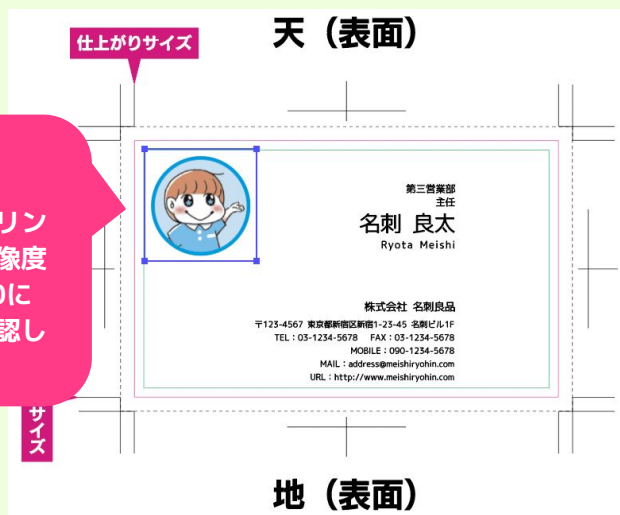 天（表面）
仕上がりサイズ
リン
像度
に
認し
第三営業部
主任
名刺 良太
Ryota Meishi
株式会社 名刺良品
〒123-4567 東京都新宿区新宿1-23-45 名刺ビル1F
TEL：03-1234-5678 FAX：03-1234-5678
MOBILE：090-1234-5678
MAIL：address@meishiryohin.com
URL：http://www.meishiryohin.com
サイズ
地（表面）